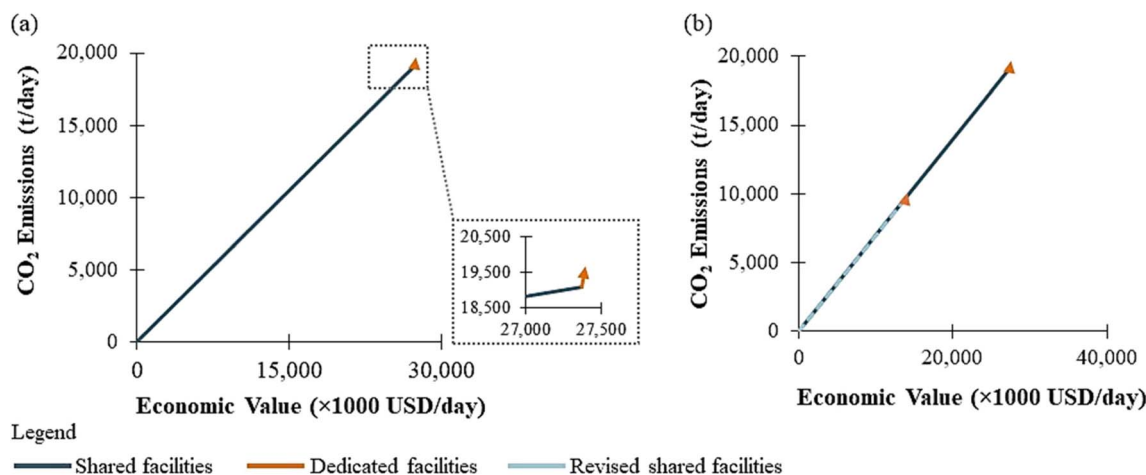 (a)
20,000
15,000
10,000
5,000
0
CO2 Emissions (t/day)
0
15,000
30,000
Economic Value (×1000 USD/day)
20,500
19,500
18,500
27,000
27,500
(b)
20,000
15,000
10,000
5,000
0
CO2 Emissions (t/day)
0
20,000
40,000
Economic Value (×1000 USD/day)
Legend
Shared facilities
Dedicated facilities
Revised shared facilities